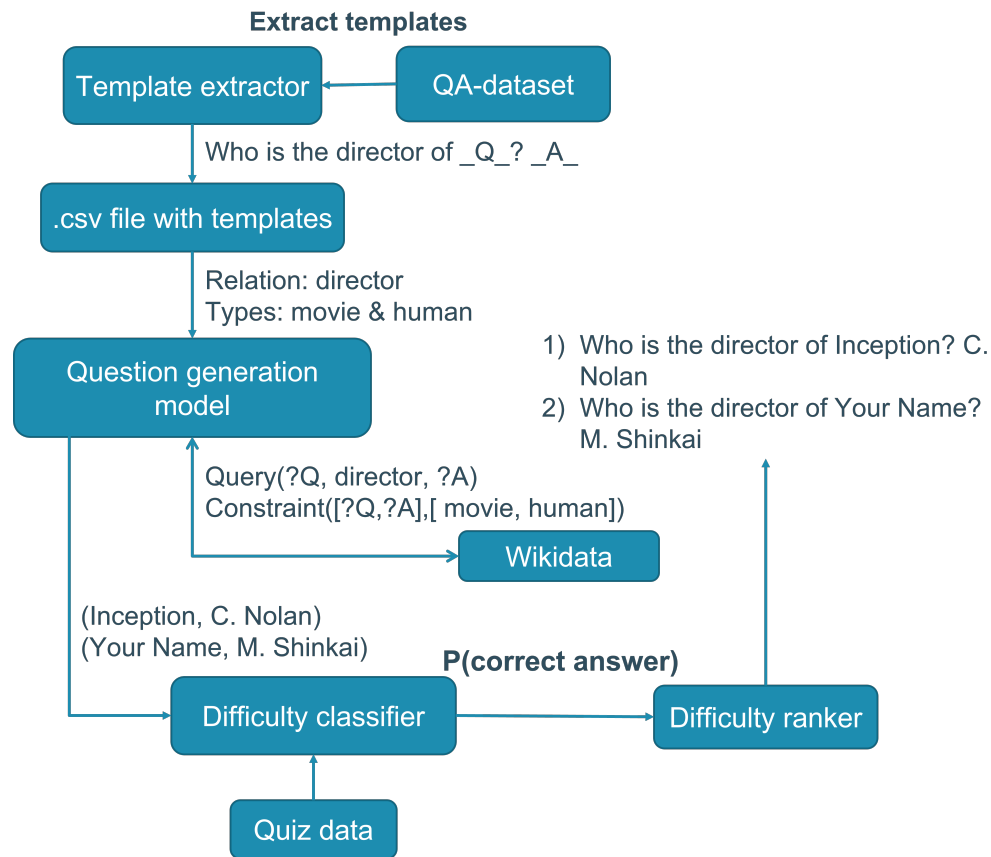 Extract templates
Template extractor
QA-dataset
Who is the director of _Q_? _A_
.csv file with templates
Relation: director
Types: movie & human
Question generation
model
1) Who is the director of Inception? C.
Nolan
2) Who is the director of Your Name?
M. Shinkai
Query(?Q, director, ?A)
Constraint([?Q,?A],[ movie, human])
Wikidata
(Inception, C. Nolan)
(Your Name, M. Shinkai)
P(correct answer)
Difficulty classifier
Difficulty ranker
Quiz data